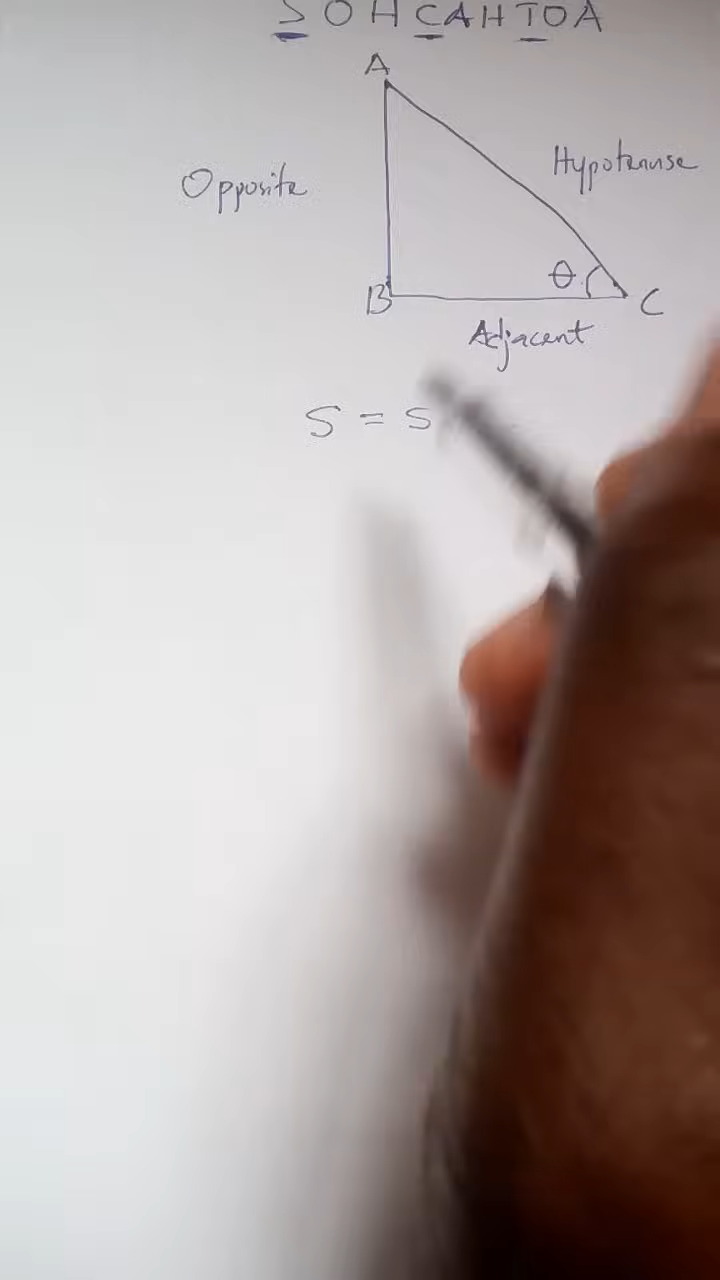 SOHCAHTOA
A
Opposite
Hypotenuse
θ
B
C
Adjacent
S = S